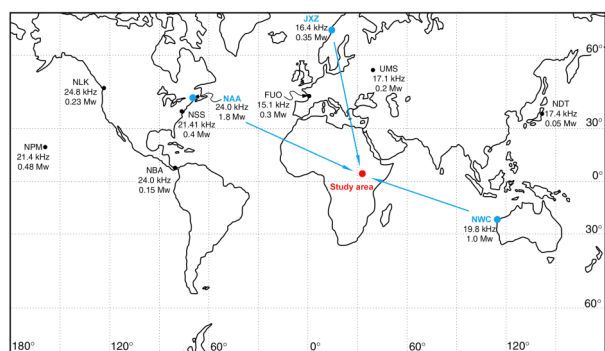 JXZ
16.4 kHz
0.35 Mw
60°
UMS
17.1 kHz
0.2 Mw
NLK
24.8 kHz
0.23 Mw
NAA
24.0 kHz
1.8 Mw
FUO
15.1 kHz
0.3 Mw
NSS
21.41 kHz
0.4 Mw
NDT
17.4 kHz
0.05 Mw
30°
NPM
21.4 kHz
0.48 Mw
NBA
24.0 kHz
0.15 Mw
Study area
0°
NWC
19.8 kHz
1.0 Mw
30°
60°
180°
120°
60°
0°
60°
120°